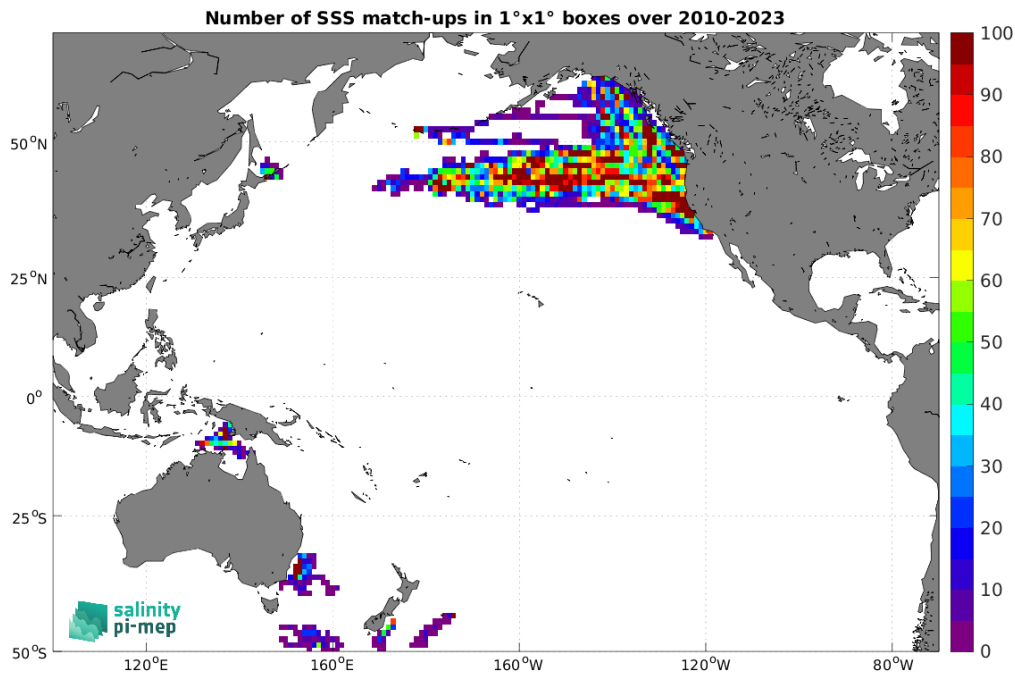 Number of SSS match-ups in 1°x1° boxes over 2010-2023
50°N
25°N
0°
25°S
50°S
120°E
160°E
160°W
120°W
80°W
100
90
80
70
60
50
40
30
20
10
0
salinity
pi-mep